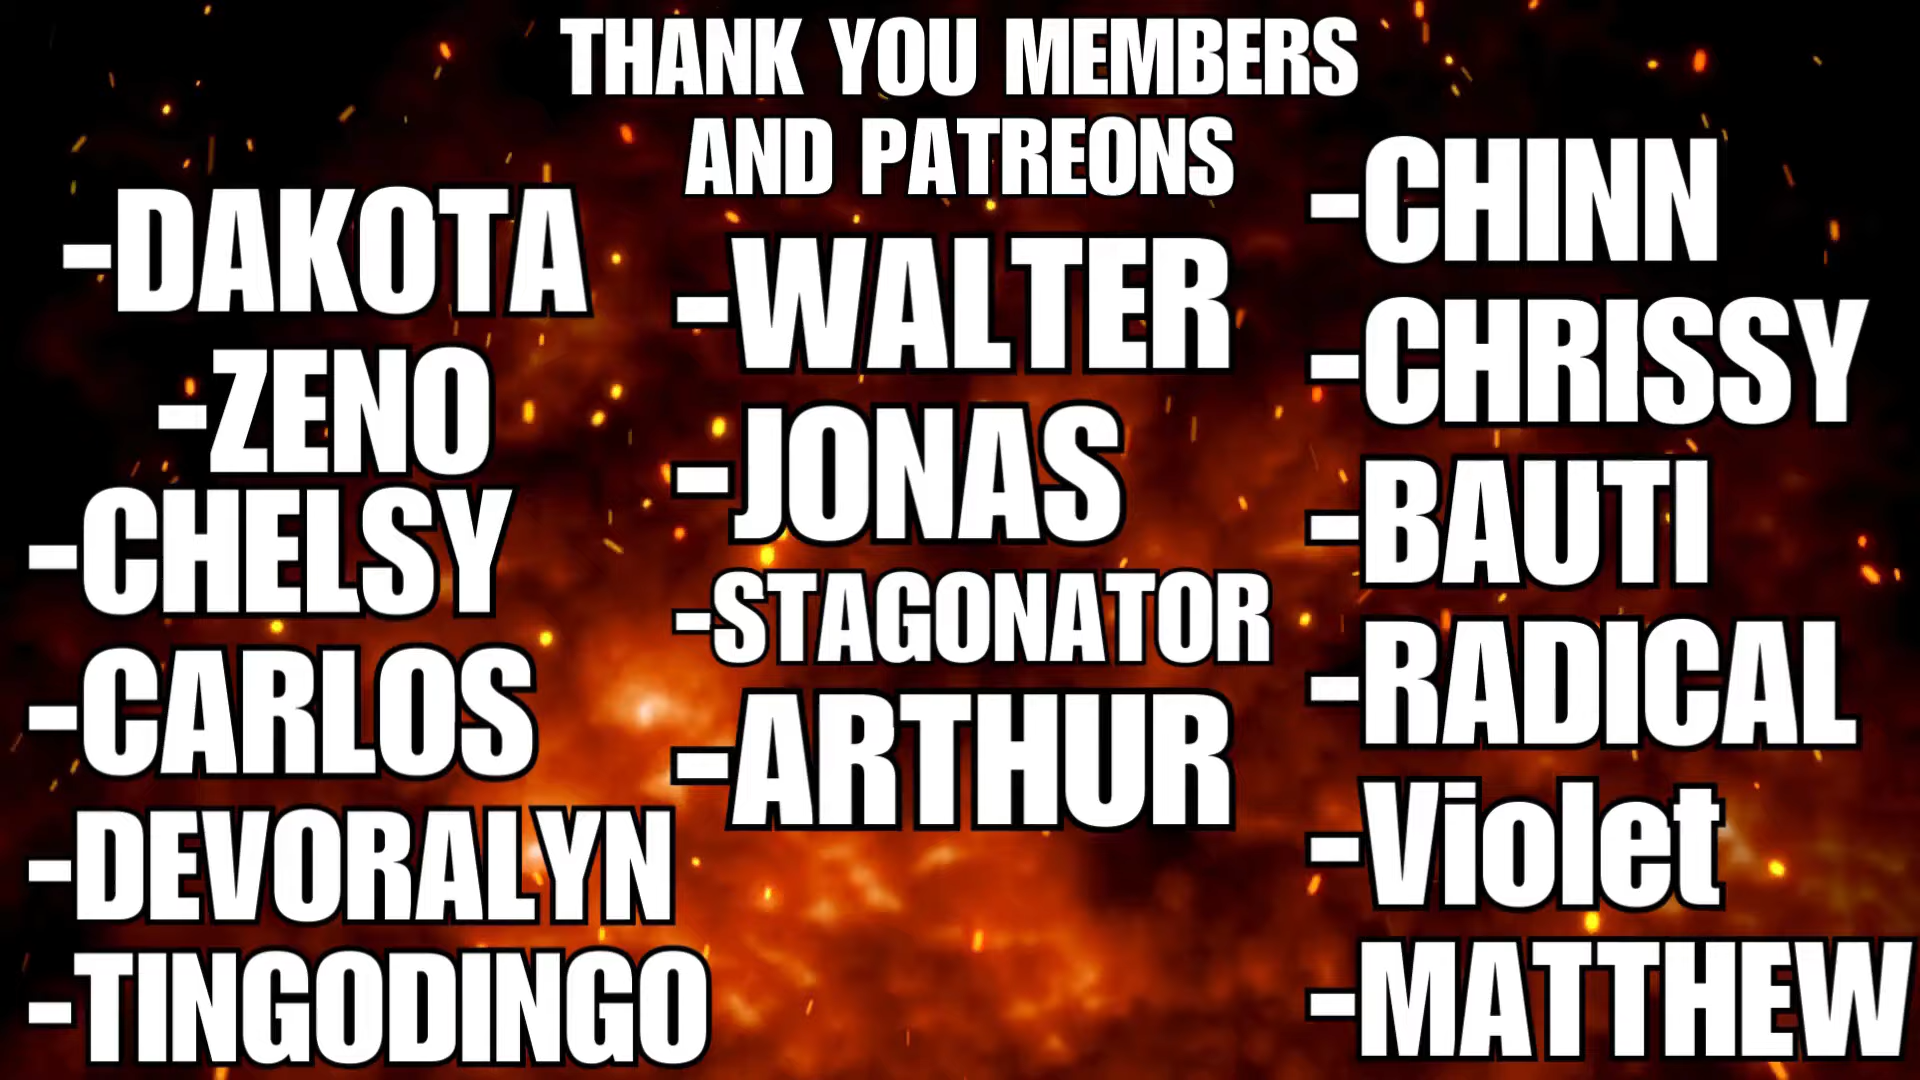 THANK YOU MEMBERS
AND PATREONS
-DAKOTA
-ZENO
-CHELSY
-CARLOS
-DEVORALYN
-TINGODINGO
-WALTER
-JONAS
-STAGONATOR
-ARTHUR
-CHINN
-CHRISSY
-BAUTI
-RADICAL
-Violet
-MATTHEW